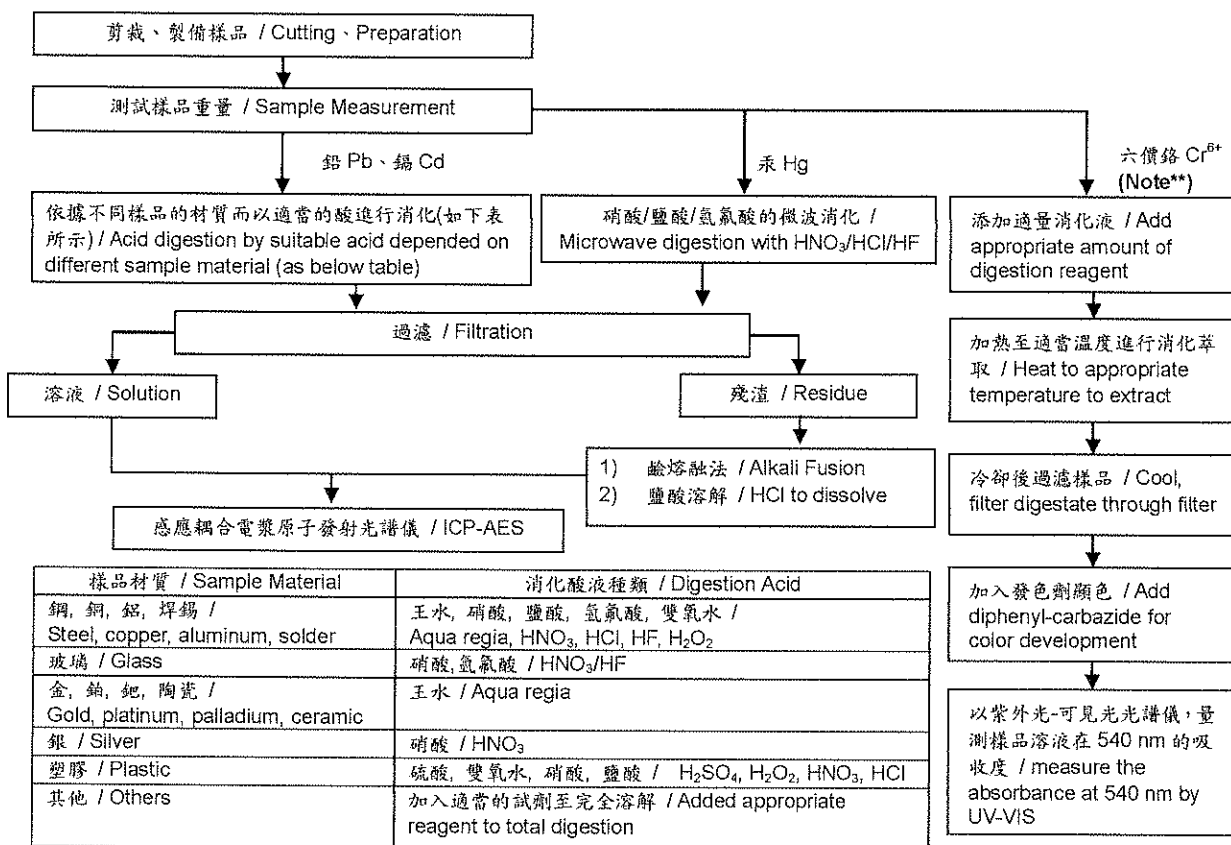 剪裁、製備樣品 / Cutting、Preparation
測試樣品重量 / Sample Measurement
鉛 Pb、鎘 Cd
汞 Hg
六價鉻 Cr⁶⁺
(Note**)
依據不同樣品的材質而以適當的酸進行消化(如下表
所示) / Acid digestion by suitable acid depended on
different sample material (as below table)
硝酸/鹽酸/氫氟酸的微波消化 /
Microwave digestion with HNO₃/HCl/HF
添加適量消化液 / Add
appropriate amount of
digestion reagent
過濾 / Filtration
加熱至適當溫度進行消化萃
取 / Heat to appropriate
temperature to extract
溶液 / Solution
殘渣 / Residue
1) 鹼熔融法 / Alkali Fusion
2) 鹽酸溶解 / HCl to dissolve
冷卻後過濾樣品 / Cool,
filter digestate through filter
感應耦合電漿原子發射光譜儀 / ICP-AES
加入發色劑顯色 / Add
diphenyl-carbazide for
color development
以紫外光-可見光光譜儀，量
測樣品溶液在 540 nm 的吸
收度 / measure the
absorbance at 540 nm by
UV-VIS
樣品材質 / Sample Material
消化酸液種類 / Digestion Acid
鋼, 銅, 鋁, 焊錫 /
Steel, copper, aluminum, solder
王水, 硝酸, 鹽酸, 氫氟酸, 雙氧水 /
Aqua regia, HNO₃, HCl, HF, H₂O₂
玻璃 / Glass
硝酸,氫氟酸 / HNO₃/HF
金, 鉑, 鈀, 陶瓷 /
Gold, platinum, palladium, ceramic
王水 / Aqua regia
銀 / Silver
硝酸 / HNO₃
塑膠 / Plastic
硫酸, 雙氧水, 硝酸, 鹽酸 / H₂SO₄, H₂O₂, HNO₃, HCl
其他 / Others
加入適當的試劑至完全溶解 / Added appropriate
reagent to total digestion